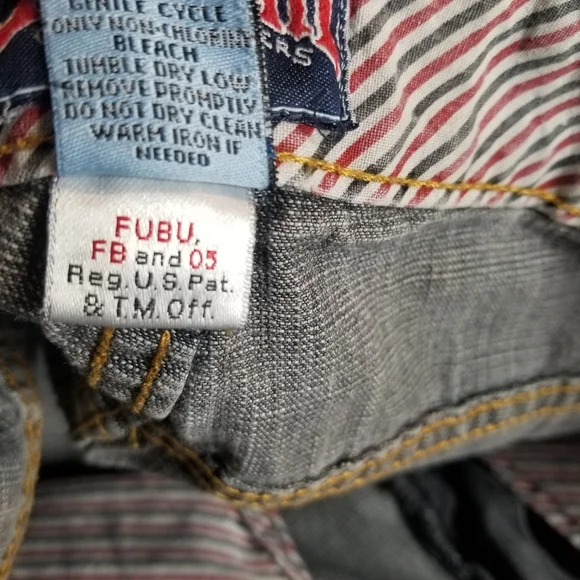 GENTLE CYCLE
ONLY NON-CHLORINE
BLEACH
TUMBLE DRY LOW
REMOVE PROMPTLY
DO NOT DRY CLEAN
WARM IRON IF
NEEDED
ERS
FUBU,
FB and 05
Reg. U.S. Pat.
& T.M. Off.